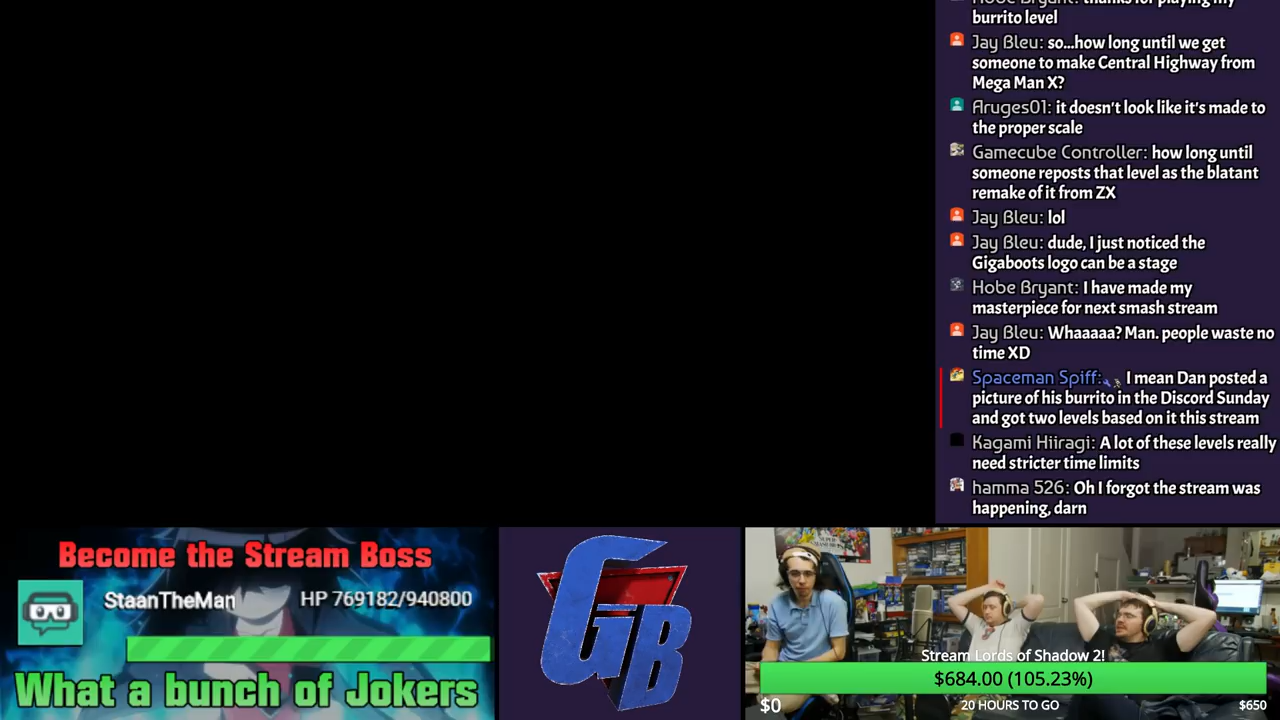 Hobe Bryant: thanks for playing my
burrito level
Jay Bleu: so...how long until we get
someone to make Central Highway from
Mega Man X?
Aruges01: it doesn't look like it's made to
the proper scale
Gamecube Controller: how long until
someone reposts that level as the blatant
remake of it from ZX
Jay Bleu: lol
Jay Bleu: dude, I just noticed the
Gigaboots logo can be a stage
Hobe Bryant: I have made my
masterpiece for next smash stream
Jay Bleu: Whaaaaa? Man. people waste no
time XD
Spaceman Spiff: I mean Dan posted a
picture of his burrito in the Discord Sunday
and got two levels based on it this stream
Kagami Hiiragi: A lot of these levels really
need stricter time limits
hamma 526: Oh I forgot the stream was
happening, darn
Become the Stream Boss
StaanTheMan HP 769182/940800
What a bunch of Jokers
GB
Stream Lords of Shadow 2!
$684.00 (105.23%)
$0 20 HOURS TO GO $650